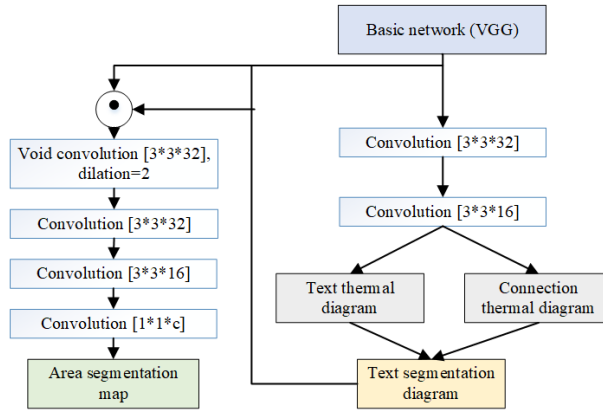 Basic network (VGG)
Void convolution [3*3*32],
dilation=2
Convolution [3*3*32]
Convolution [3*3*16]
Convolution [1*1*c]
Area segmentation
map
Convolution [3*3*32]
Convolution [3*3*16]
Text thermal
diagram
Connection
thermal diagram
Text segmentation
diagram